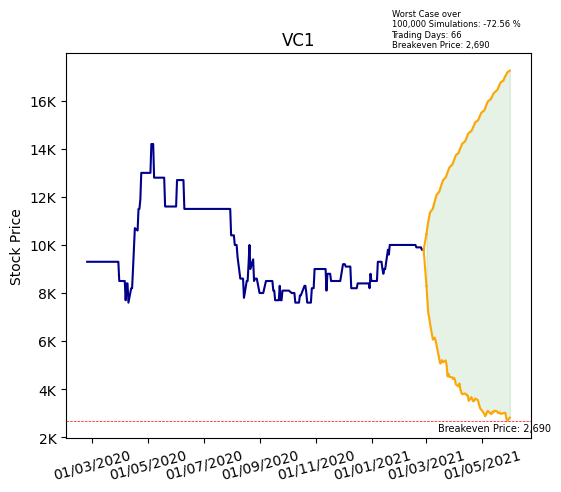 Worst Case over
100,000 Simulations: -72.56 %
Trading Days: 66
Breakeven Price: 2,690
VC1
Stock Price
16K
14K
12K
10K
8K
6K
4K
2K
Breakeven Price: 2,690
01/03/2020
01/05/2020
01/07/2020
01/09/2020
01/11/2020
01/01/2021
01/03/2021
01/05/2021